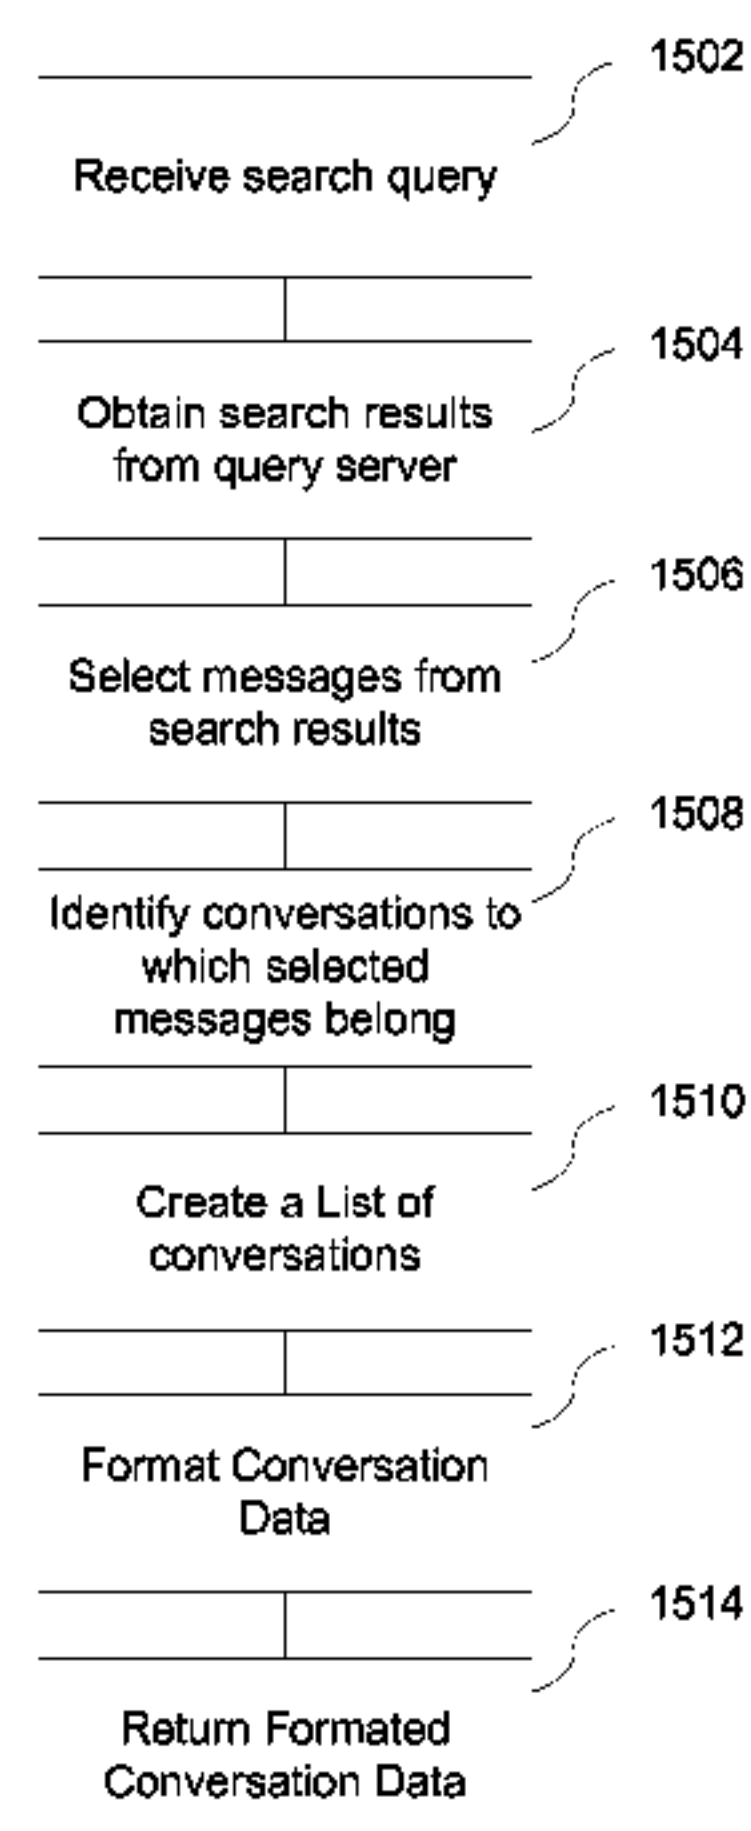 1502
Receive search query
1504
Obtain search results
from query server
1506
Select messages from
search results
1508
Identify conversations to
which selected
messages belong
1510
Create a List of
conversations
1512
Format Conversation
Data
1514
Return Formated
Conversation Data